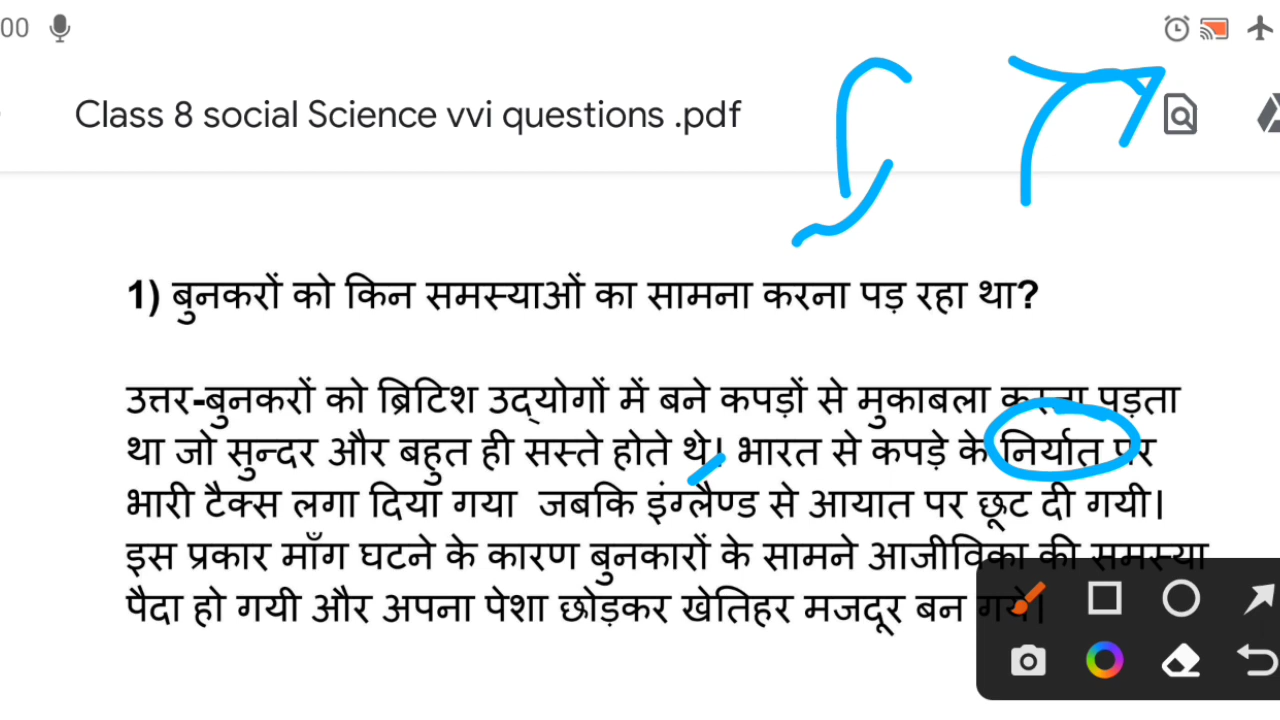 00
Class 8 social Science vvi questions .pdf
1) बुनकरों को किन समस्याओं का सामना करना पड़ रहा था?
उत्तर-बुनकरों को ब्रिटिश उद्योगों में बने कपड़ों से मुकाबला करना पड़ता
था जो सुन्दर और बहुत ही सस्ते होते थे। भारत से कपड़े के निर्यात पर
भारी टैक्स लगा दिया गया जबकि इंग्लैण्ड से आयात पर छूट दी गयी।
इस प्रकार माँग घटने के कारण बुनकारों के सामने आजीविका की समस्या
पैदा हो गयी और अपना पेशा छोड़कर खेतिहर मजदूर बन गये।